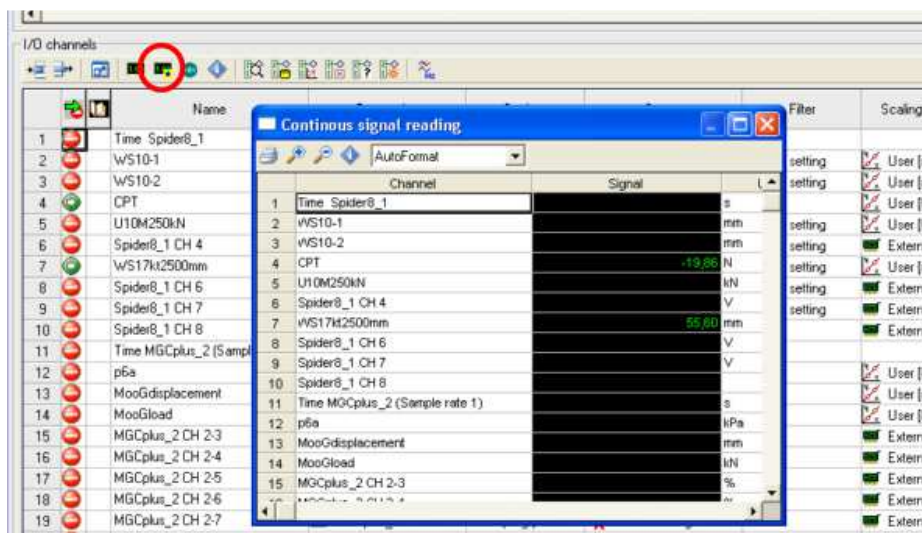 I/O channels
Name Filter Scaling
1 Time Spider8_1
2 WS10-1 setting User [
3 WS10-2 setting User [
4 CPT User [
5 U10M250kN setting User [
6 Spider8_1 CH 4 setting Extern
7 WS17kt2500mm setting User [
8 Spider8_1 CH 6 setting Extern
9 Spider8_1 CH 7 setting Extern
10 Spider8_1 CH 8 Extern
11 Time MGCplus_2 (Sampl
12 p6a User [
13 MooGdisplacement User [
14 MooGload User [
15 MGCplus_2 CH 2-3 Extern
16 MGCplus_2 CH 2-4 Extern
17 MGCplus_2 CH 2-5 Extern
18 MGCplus_2 CH 2-6 Extern
19 MGCplus_2 CH 2-7 Extern
Continous signal reading
AutoFormat
Channel Signal
1 Time Spider8_1 s
2 WS10-1 mm
3 WS10-2 mm
4 CPT -19,86 N
5 U10M250kN kN
6 Spider8_1 CH 4 V
7 WS17kt2500mm 55,60 mm
8 Spider8_1 CH 6 V
9 Spider8_1 CH 7 V
10 Spider8_1 CH 8
11 Time MGCplus_2 (Sample rate 1) s
12 p6a kPa
13 MooGdisplacement mm
14 MooGload kN
15 MGCplus_2 CH 2-3 %